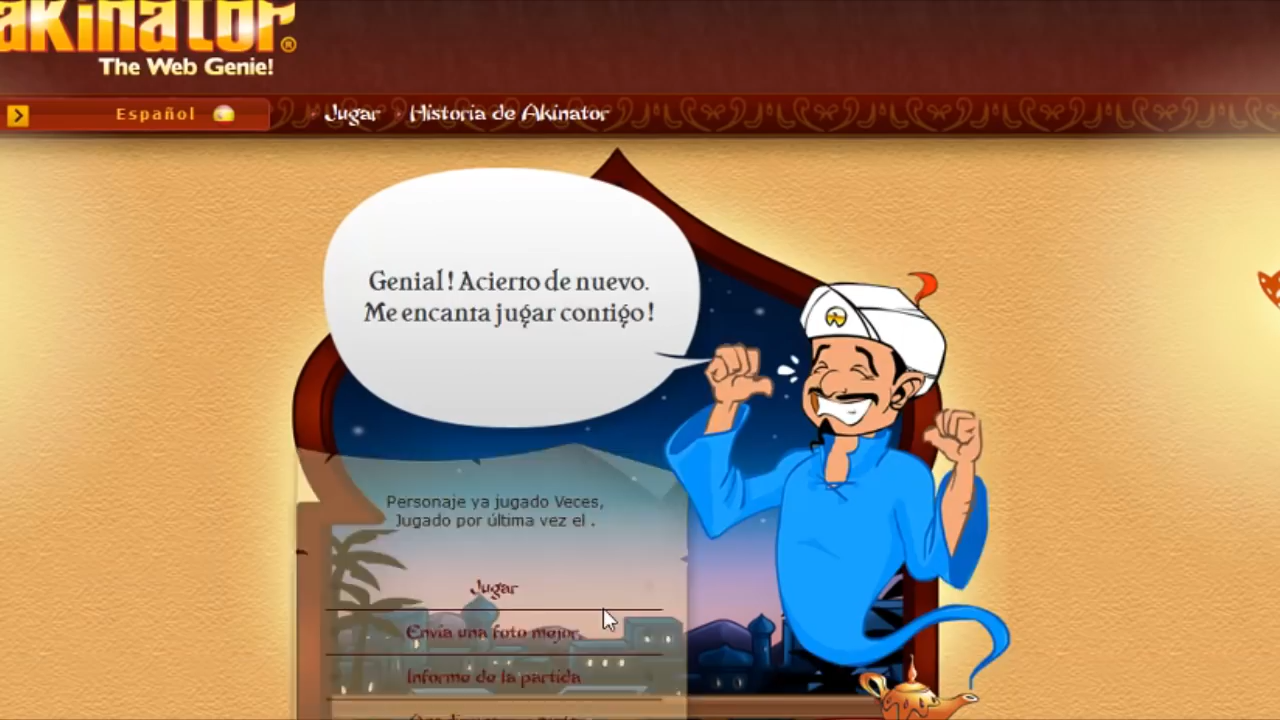 akinator®
The Web Genie!
Español
Jugar
Historia de Akinator
Genial! Acierto de nuevo.
Me encanta jugar contigo!
Personaje ya jugado Veces,
Jugado por última vez el .
Jugar
Envia una foto mejor
Informe de la partida